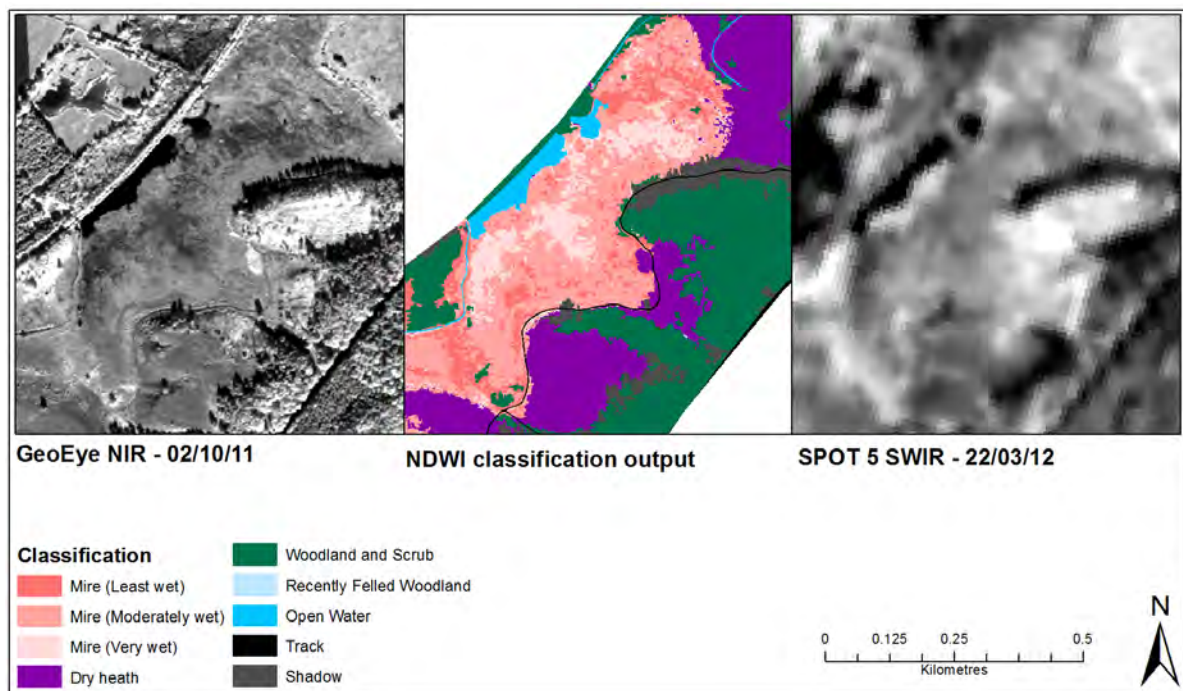 GeoEye NIR - 02/10/11
NDWI classification output
SPOT 5 SWIR - 22/03/12
Classification
Mire (Least wet)
Mire (Moderately wet)
Mire (Very wet)
Dry heath
Woodland and Scrub
Recently Felled Woodland
Open Water
Track
Shadow
0 0.125 0.25 0.5
Kilometres
N